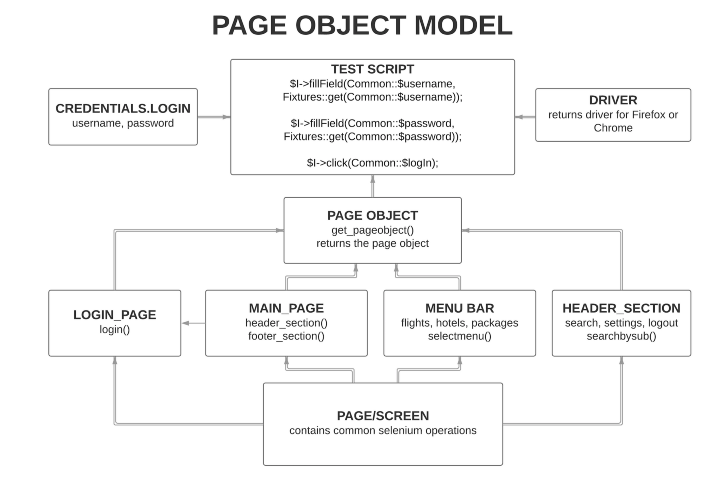 PAGE OBJECT MODEL
TEST SCRIPT
$I->fillField(Common::$username,
Fixtures::get(Common::$username));
$I->fillField(Common::$password,
Fixtures::get(Common::$password));
$I->click(Common::$logIn);
CREDENTIALS.LOGIN
username, password
DRIVER
returns driver for Firefox or
Chrome
PAGE OBJECT
get_pageobject()
returns the page object
LOGIN_PAGE
login()
MAIN_PAGE
header_section()
footer_section()
MENU BAR
flights, hotels, packages
selectmenu()
HEADER_SECTION
search, settings, logout
searchbysub()
PAGE/SCREEN
contains common selenium operations